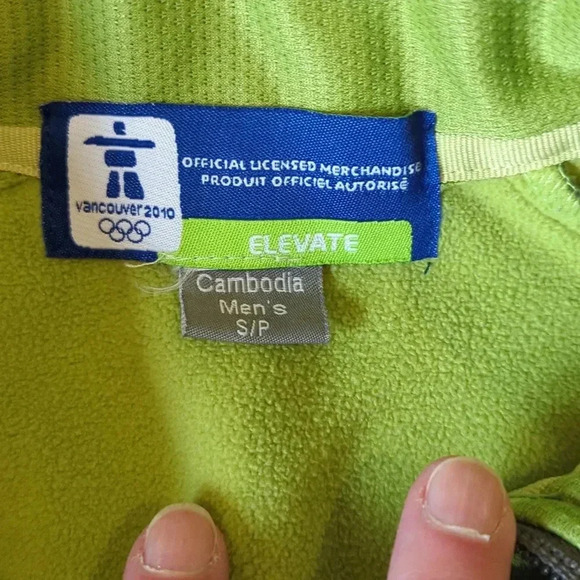 OFFICIAL LICENSED MERCHANDISE
PRODUIT OFFICIEL AUTORISÉ
vancouver 2010
ELEVATE
Cambodia
Men's
S/P